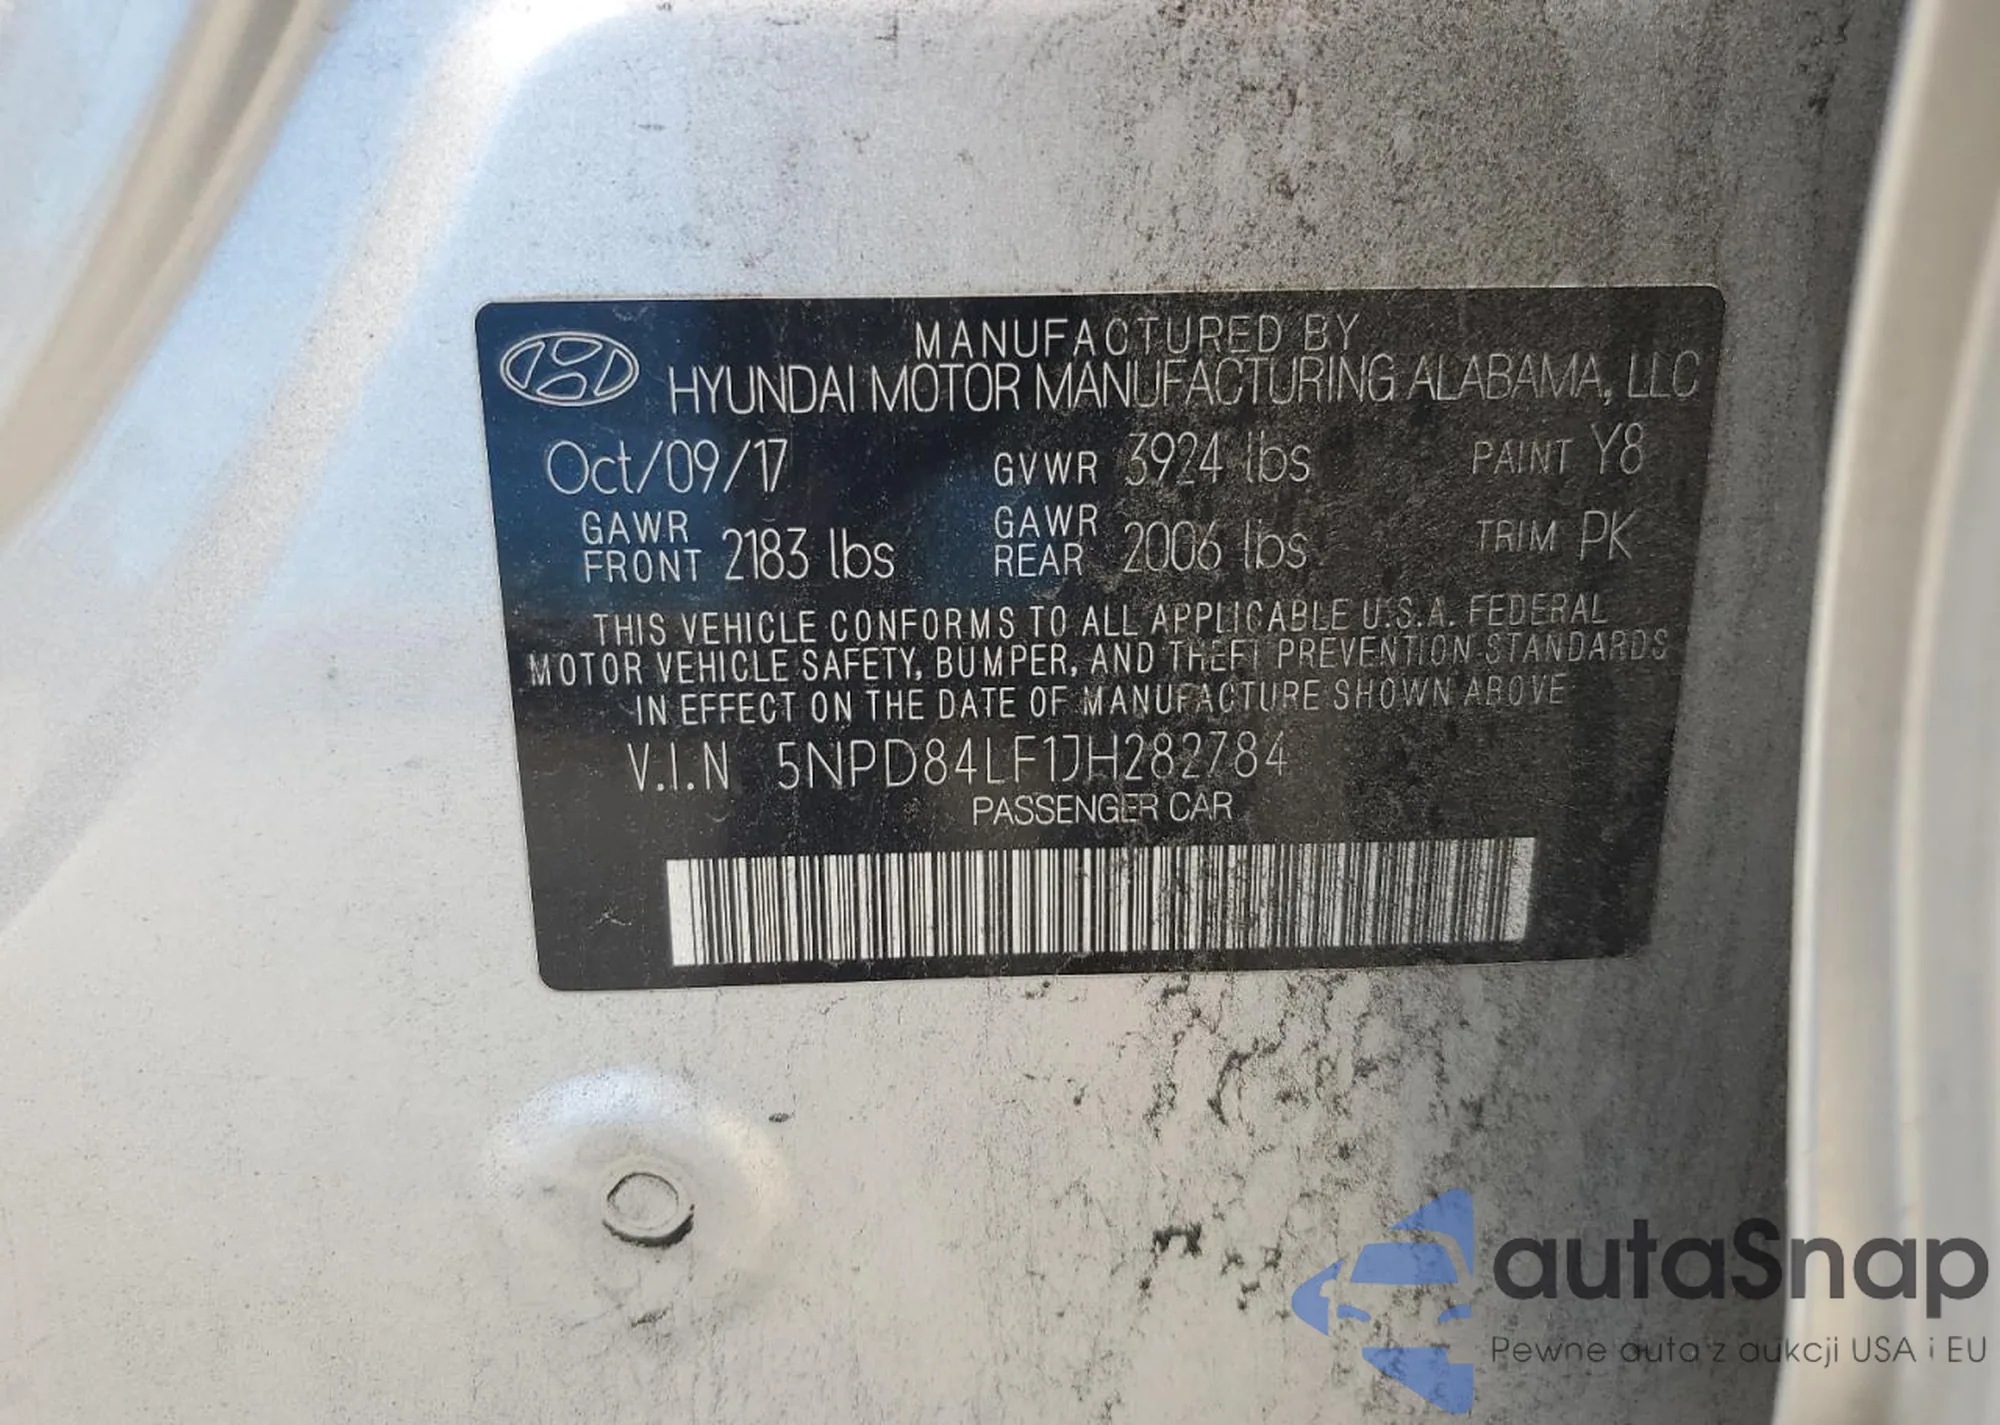 MANUFACTURED BY
HYUNDAI MOTOR MANUFACTURING ALABAMA, LLC
Oct/09/17 GVWR 3924 lbs PAINT Y8
GAWR FRONT 2183 lbs GAWR REAR 2006 lbs TRIM PK
THIS VEHICLE CONFORMS TO ALL APPLICABLE U.S.A. FEDERAL
MOTOR VEHICLE SAFETY, BUMPER, AND THEFT PREVENTION STANDARDS
IN EFFECT ON THE DATE OF MANUFACTURE SHOWN ABOVE
V.I.N 5NPD84LF1JH282784
PASSENGER CAR
autaSnap
Pewne auta z aukcji USA i EU